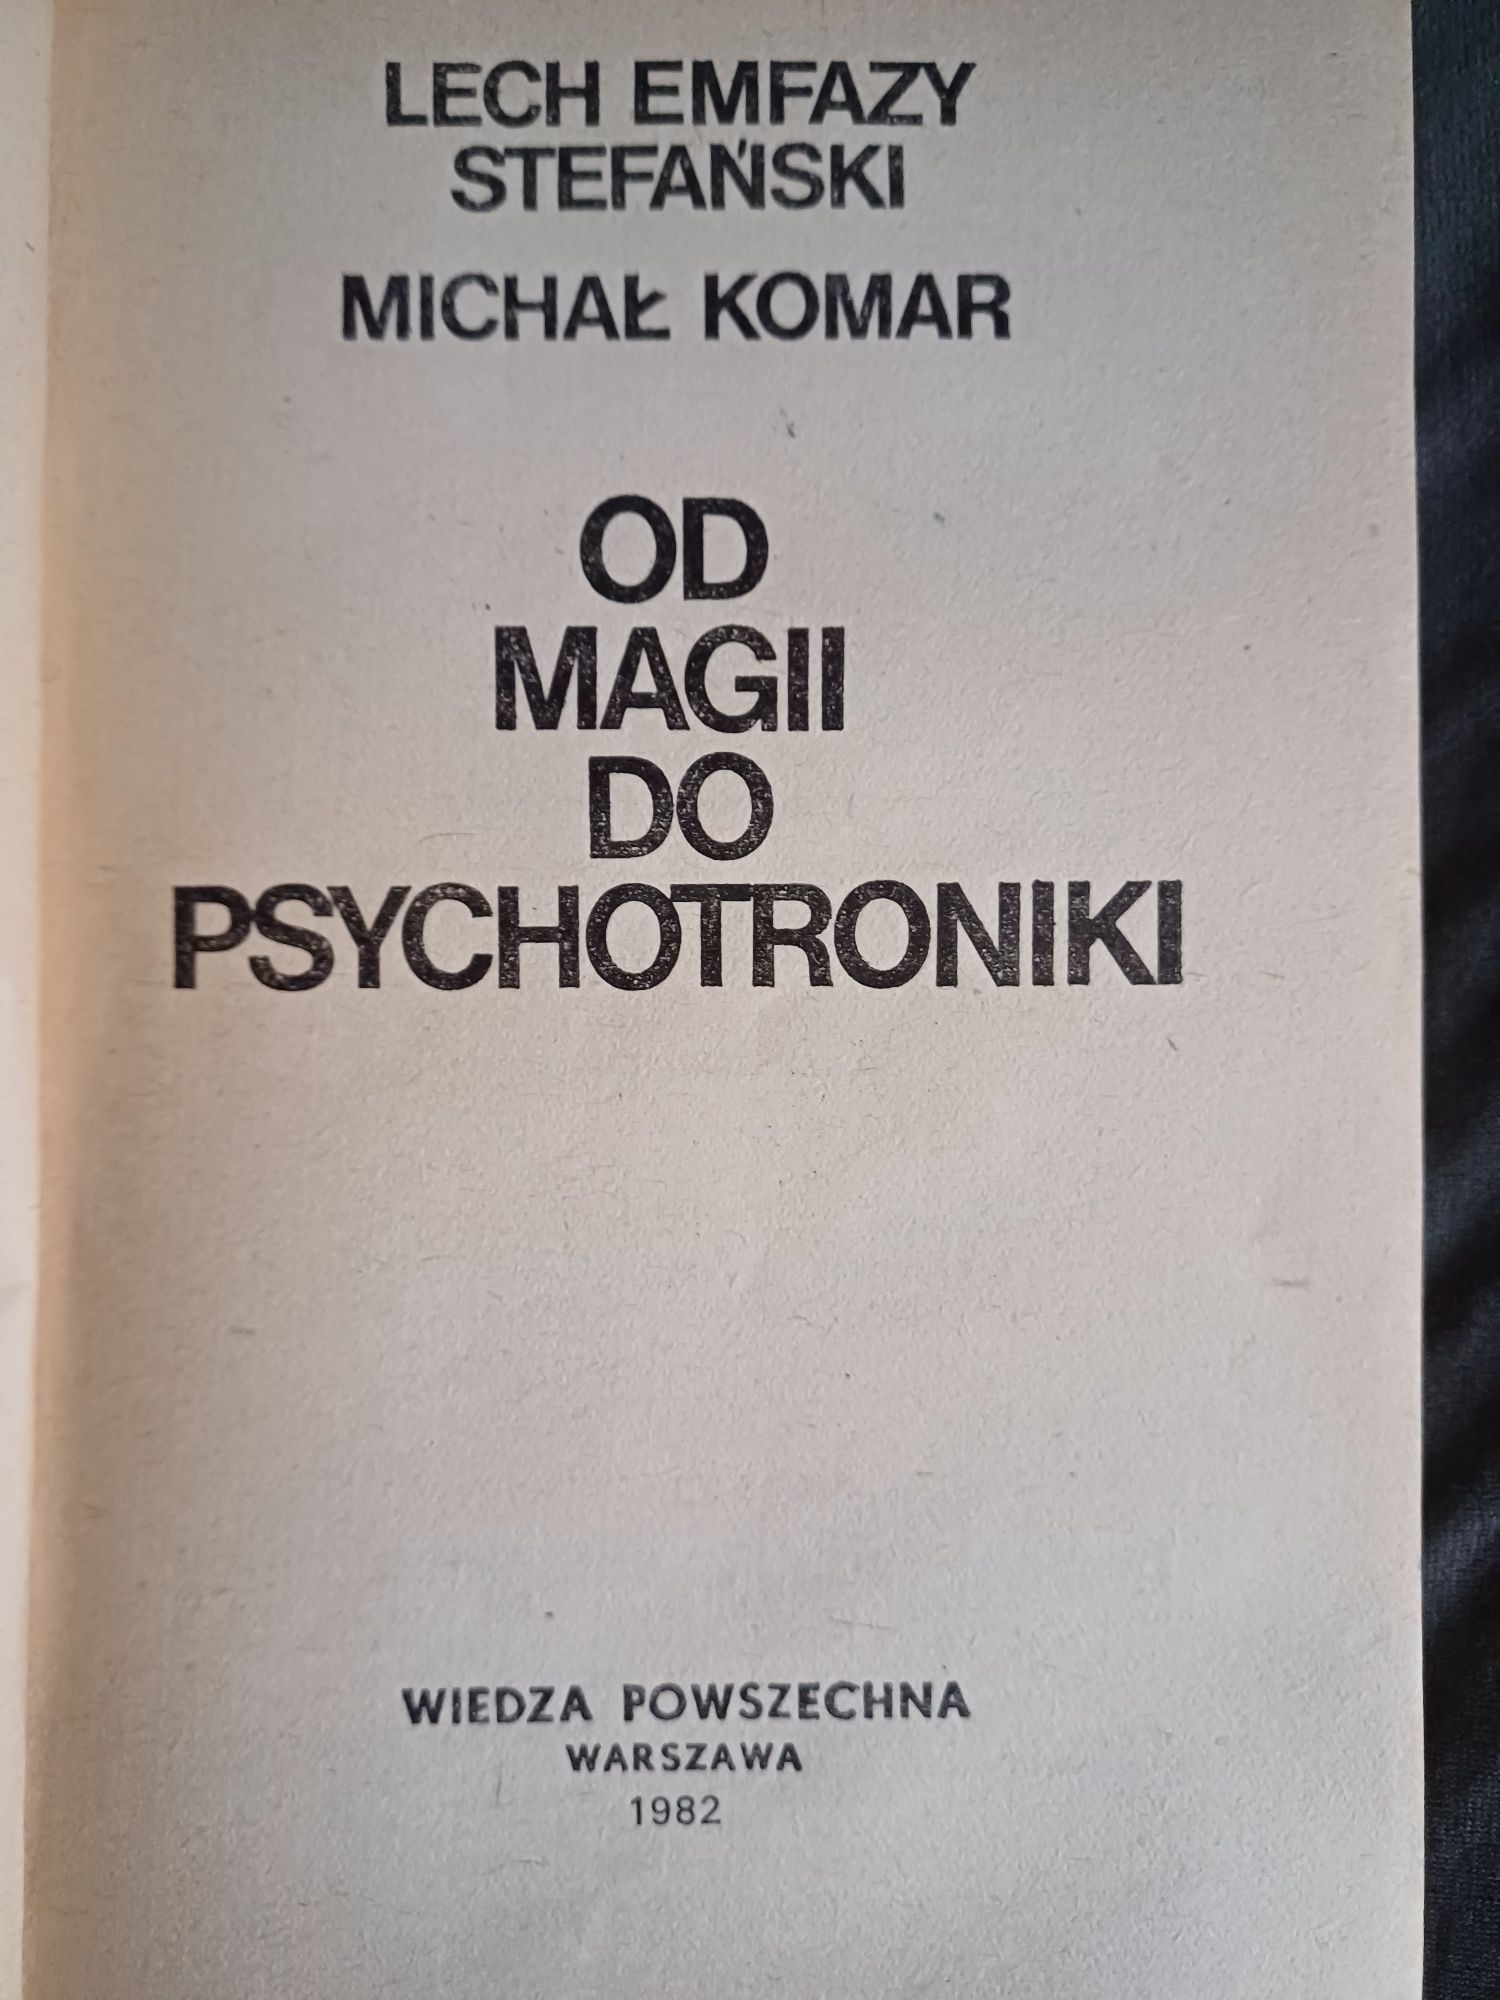 LECH EMFAZY
STEFAŃSKI
MICHAŁ KOMAR
OD
MAGII
DO
PSYCHOTRONIKI
WIEDZA POWSZECHNA
WARSZAWA
1982